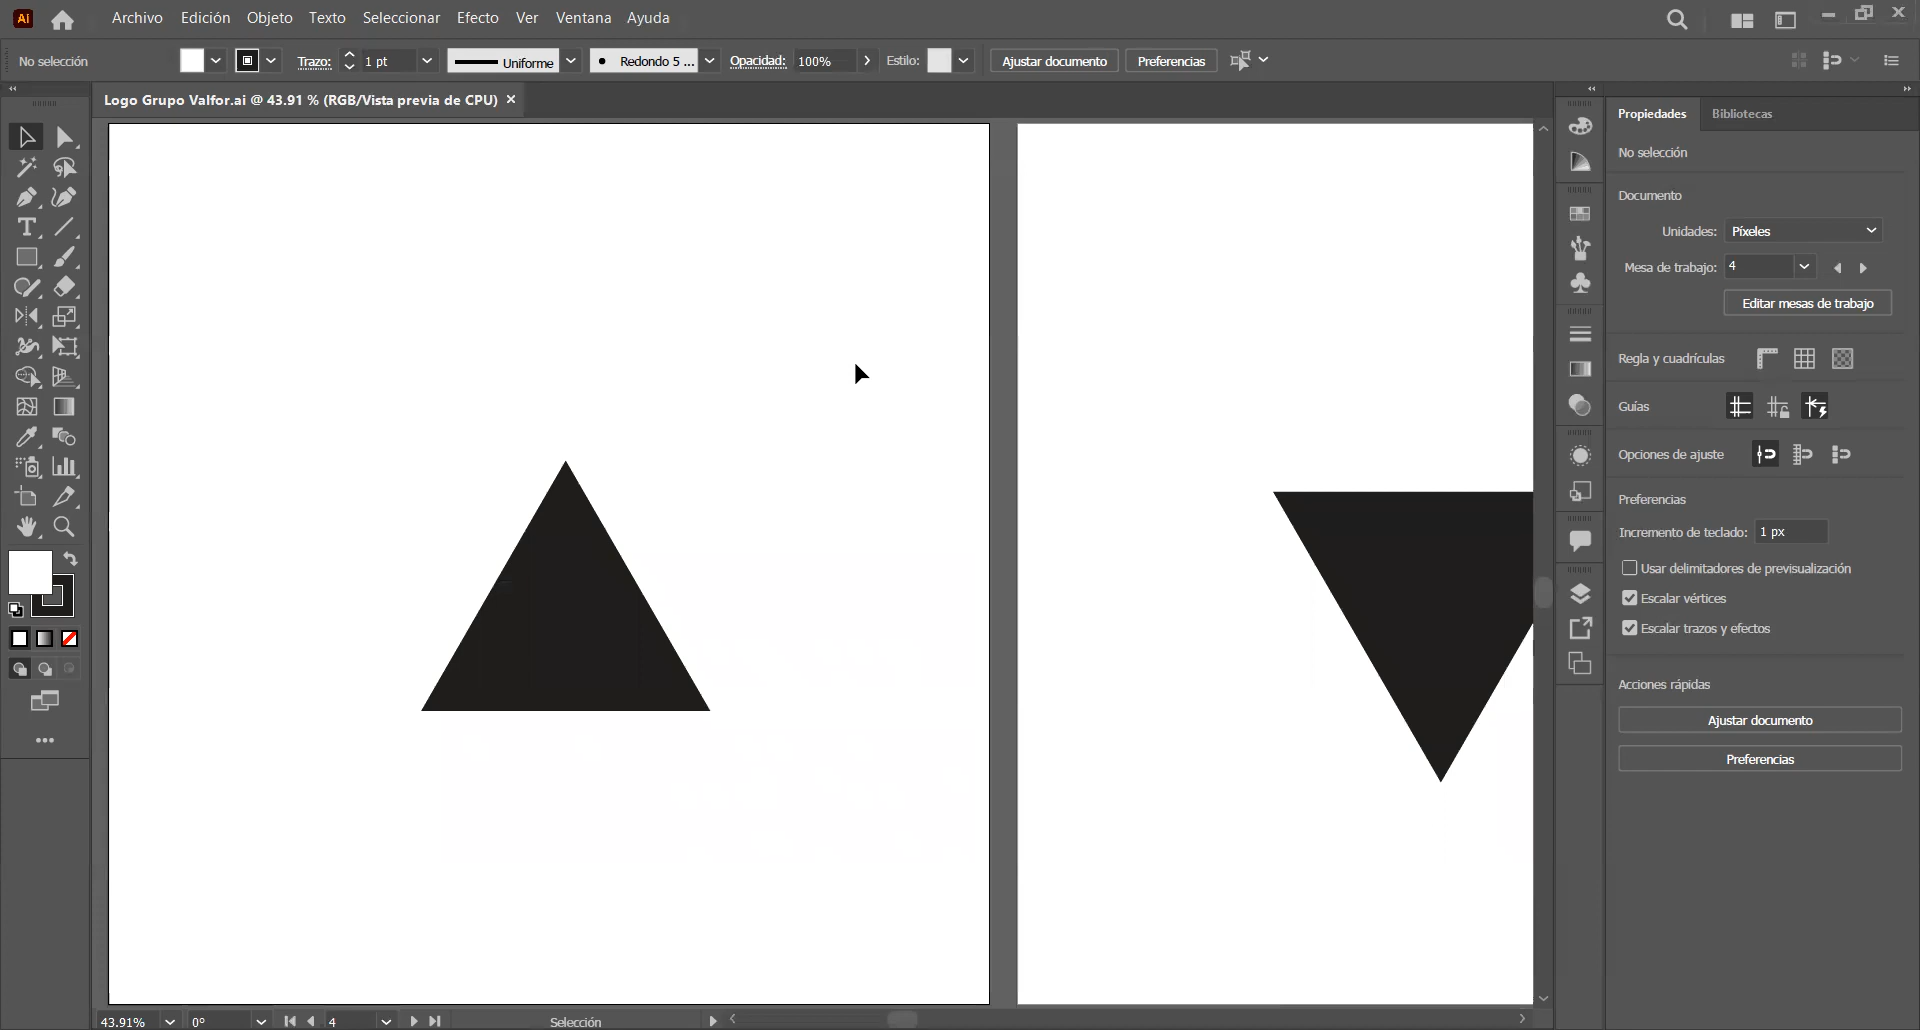 Ai
Archivo Edición Objeto Texto Seleccionar Efecto Ver Ventana Ayuda
No selección
Trazo: 1 pt
Uniforme
Redondo 5 ...
Opacidad: 100%
Estilo:
Ajustar documento
Preferencias
Logo Grupo Valfor.ai @ 43.91 % (RGB/Vista previa de CPU) ×
Propiedades Bibliotecas
No selección
Documento
Unidades: Píxeles
Mesa de trabajo: 4
Editar mesas de trabajo
Regla y cuadrículas
Guías
Opciones de ajuste
Preferencias
Incremento de teclado: 1 px
Usar delimitadores de previsualización
Escalar vértices
Escalar trazos y efectos
Acciones rápidas
Ajustar documento
Preferencias
43.91% 0° 4 Selección